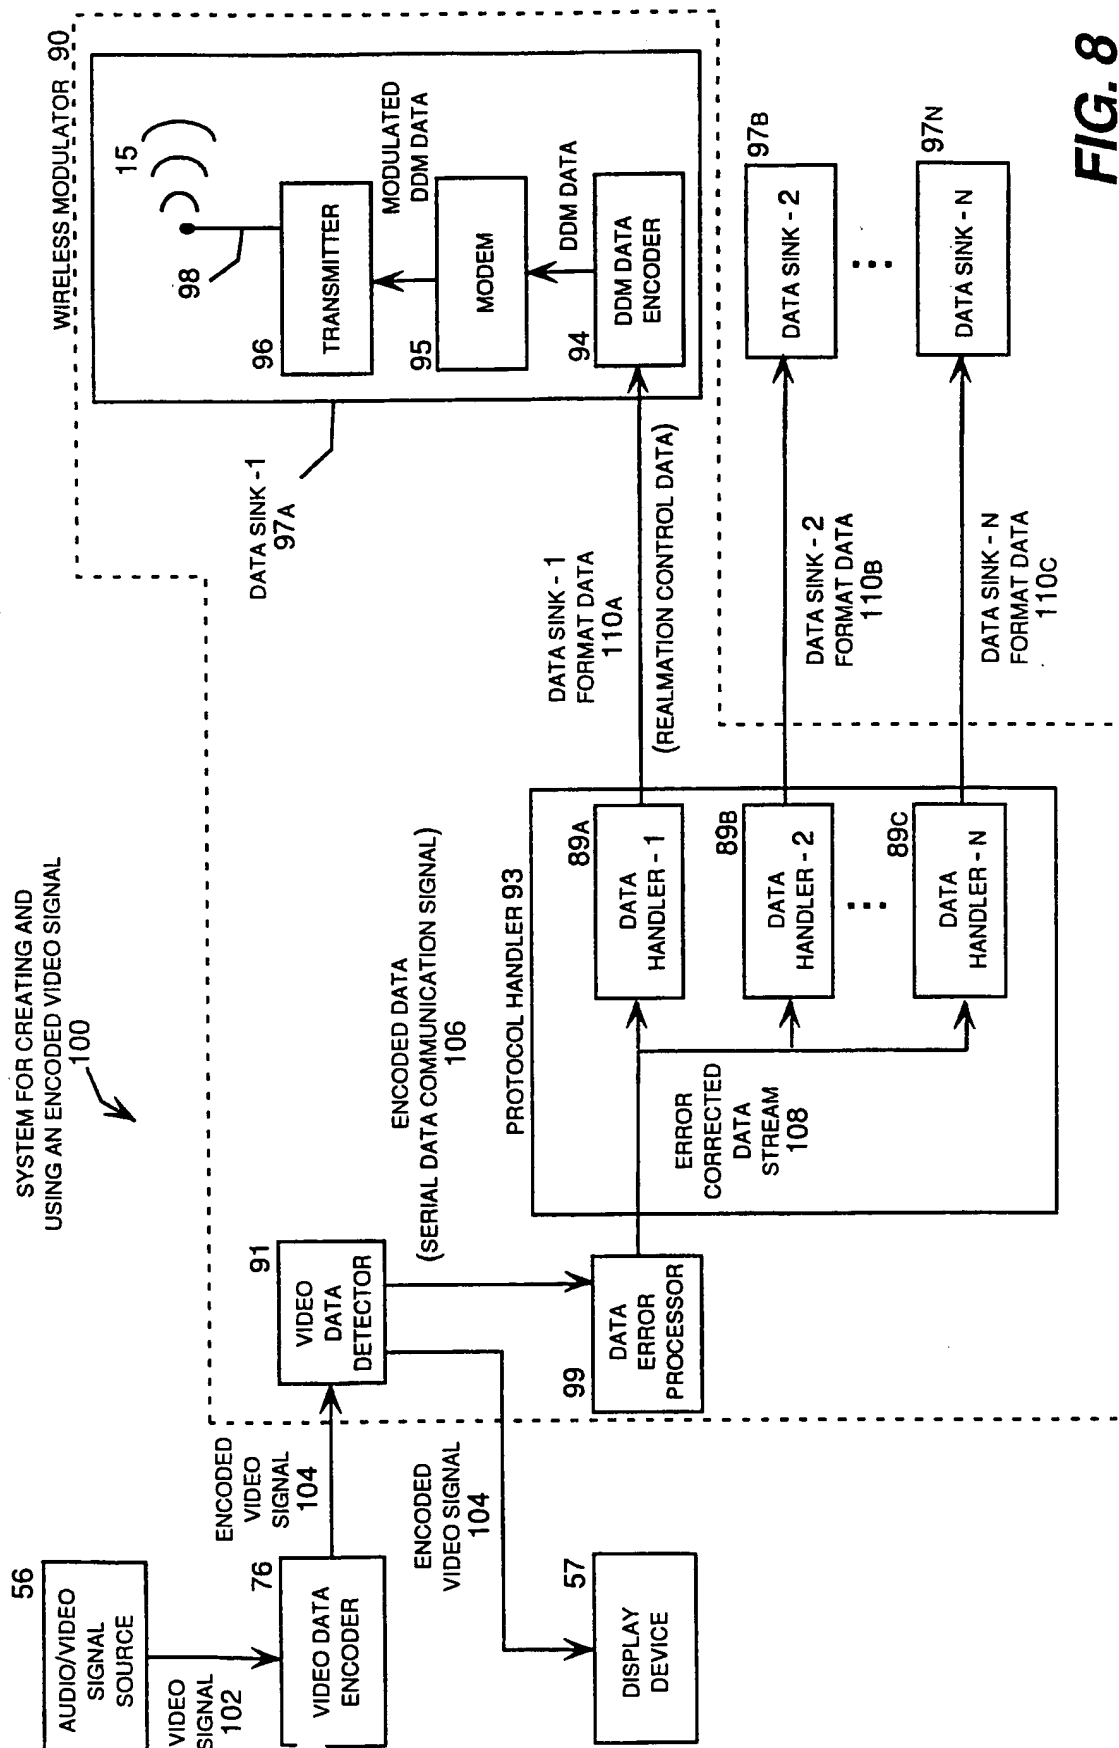 SYSTEM FOR CREATING AND
USING AN ENCODED VIDEO SIGNAL
100
56
AUDIO/VIDEO
SIGNAL
SOURCE
VIDEO
SIGNAL
102
76
VIDEO DATA
ENCODER
ENCODED
VIDEO
SIGNAL
104
91
VIDEO
DATA
DETECTOR
ENCODED
VIDEO SIGNAL
104
57
DISPLAY
DEVICE
ENCODED DATA
(SERIAL DATA COMMUNICATION SIGNAL)
106
99
DATA
ERROR
PROCESSOR
PROTOCOL HANDLER 93
ERROR
CORRECTED
DATA
STREAM
108
89A
DATA
HANDLER - 1
89B
DATA
HANDLER - 2
89C
DATA
HANDLER - N
DATA SINK - 1
FORMAT DATA
110A
(REALMATION CONTROL DATA)
DATA SINK - 2
FORMAT DATA
110B
DATA SINK - N
FORMAT DATA
110C
WIRELESS MODULATOR 90
DATA SINK - 1
97A
15
98
96
TRANSMITTER
MODULATED
DDM DATA
95
MODEM
DDM DATA
94
DDM DATA
ENCODER
97B
DATA SINK - 2
97N
DATA SINK - N
FIG. 8